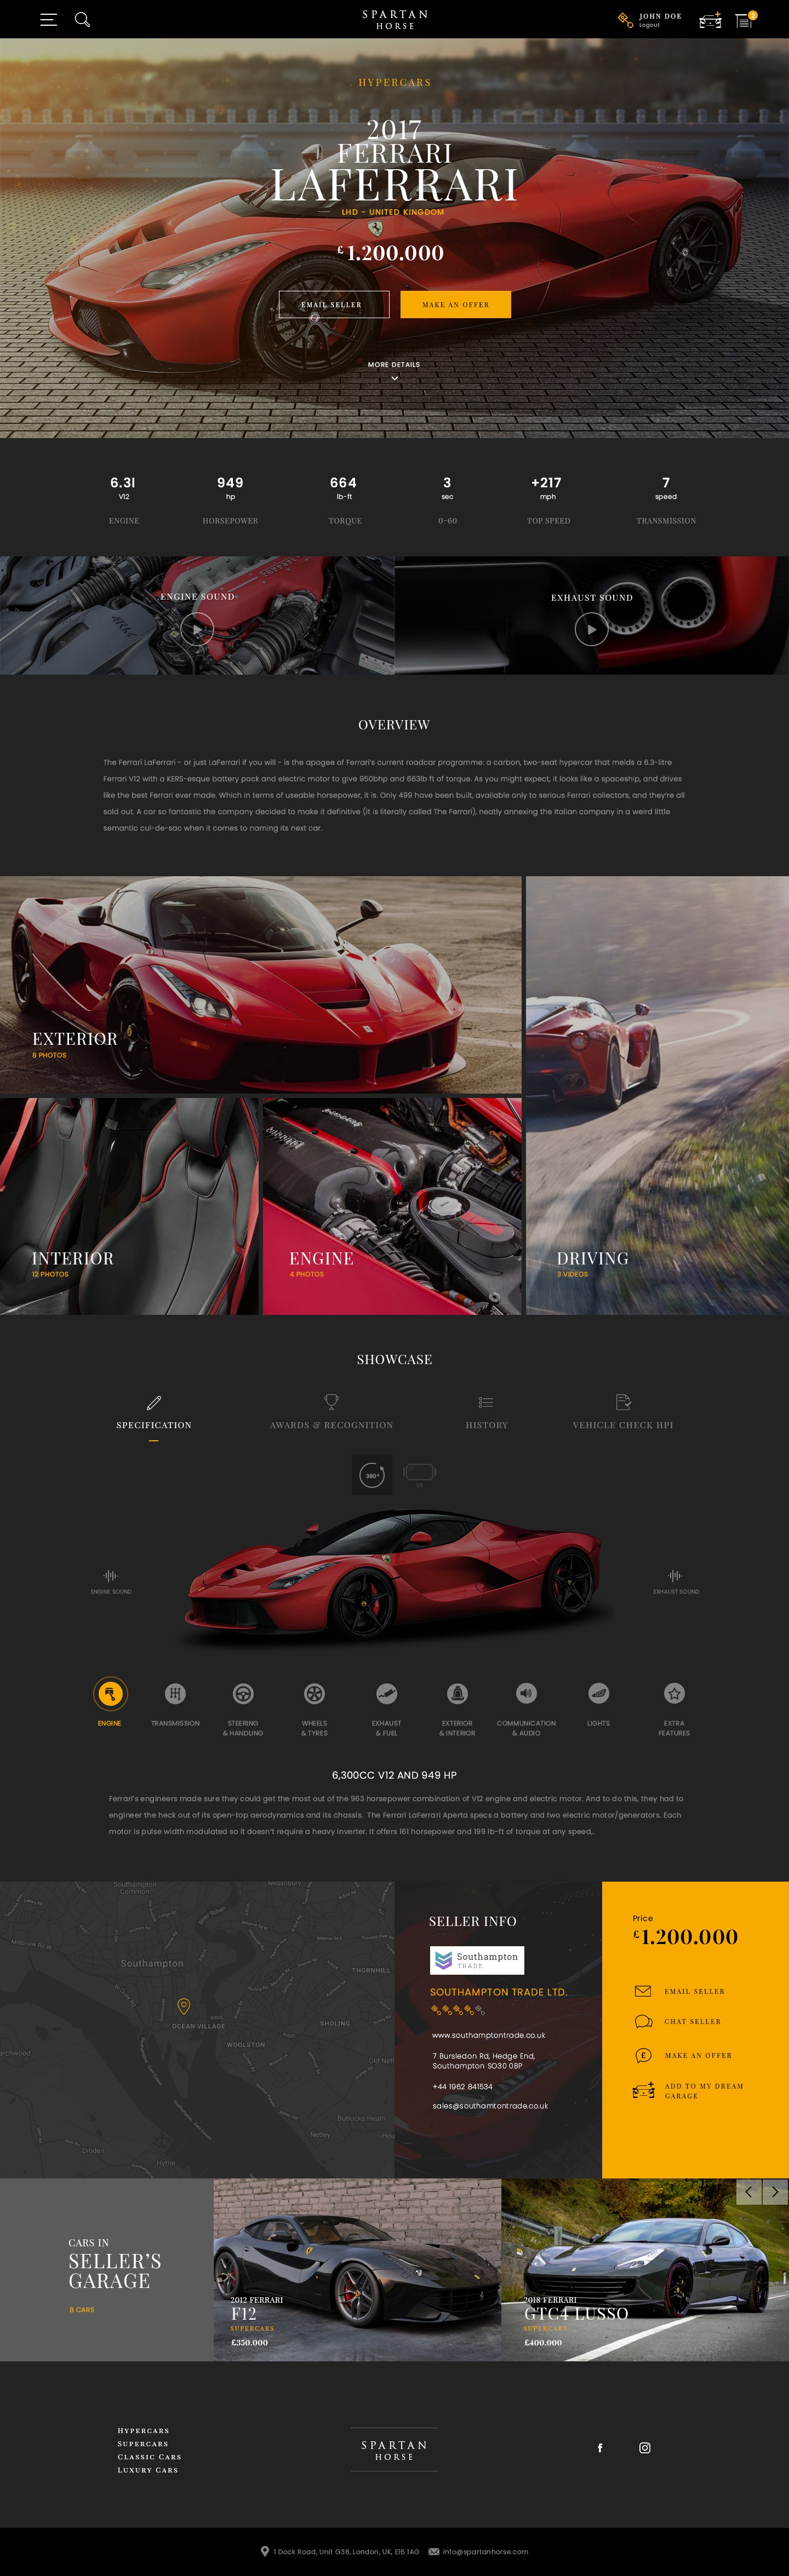 SPARTAN
HORSE
JOHN DOE
Logout
2
HYPERCARS
2017
FERRARI
LAFERRARI
LHD - UNITED KINGDOM
£1.200.000
EMAIL SELLER
MAKE AN OFFER
MORE DETAILS
6.3l
949
664
3
+217
7
V12
hp
lb-ft
sec
mph
speed
ENGINE
HORSEPOWER
TORQUE
0-60
TOP SPEED
TRANSMISSION
ENGINE SOUND
EXHAUST SOUND
OVERVIEW
The Ferrari LaFerrari - or just LaFerrari if you will - is the apogee of Ferrari's current roadcar programme: a carbon, two-seat hypercar that melds a 6.3-litre
Ferrari V12 with a KERS-esque battery pack and electric motor to give 950bhp and 663lb ft of torque. As you might expect, it looks like a spaceship, and drives
like the best Ferrari ever made. Which in terms of useable horsepower, it is. Only 499 have been built, available only to serious Ferrari collectors, and they're all
sold out. A car so fantastic the company decided to make it definitive (it is literally called The Ferrari), neatly annexing the Italian company in a weird little
semantic cul-de-sac when it comes to naming its next car.
EXTERIOR
8 PHOTOS
INTERIOR
12 PHOTOS
ENGINE
4 PHOTOS
DRIVING
3 VIDEOS
SHOWCASE
SPECIFICATION
AWARDS & RECOGNITION
HISTORY
VEHICLE CHECK HPI
360°
VR
ENGINE SOUND
EXHAUST SOUND
ENGINE
TRANSMISSION
STEERING
& HANDLING
WHEELS
& TYRES
EXHAUST
& FUEL
EXTERIOR
& INTERIOR
COMMUNICATION
& AUDIO
LIGHTS
EXTRA
FEATURES
6,300CC V12 AND 949 HP
Ferrari's engineers made sure they could get the most out of the 963 horsepower combination of V12 engine and electric motor. And to do this, they had to
engineer the heck out of its open-top aerodynamics and its chassis. The Ferrari LaFerrari Aperta specs a battery and two electric motor/generators. Each
motor is pulse width modulated so it doesn't require a heavy inverter. It offers 161 horsepower and 199 lb-ft of torque at any speed,.
Southampton
Common
Southampton
THORNHILL
OCEAN VILLAGE
SHOLING
WOOLSTON
Old Net
archwood
Butlocks Heath
Netley
Hou
Dibden
Hythe
SELLER INFO
Southampton
TRADE
SOUTHAMPTON TRADE LTD.
www.southamptontrade.co.uk
7 Bursledon Rd, Hedge End,
Southampton SO30 0BP
+44 1962 841534
sales@southamtontrade.co.uk
Price
£1.200.000
EMAIL SELLER
CHAT SELLER
£
MAKE AN OFFER
ADD TO MY DREAM
GARAGE
CARS IN
SELLER'S
GARAGE
8 CARS
2012 FERRARI
F12
SUPERCARS
£350.000
2018 FERRARI
GTC4 LUSSO
SUPERCARS
£400.000
HYPERCARS
SUPERCARS
CLASSIC CARS
LUXURY CARS
SPARTAN
HORSE
1 Dock Road, Unit G36, London, UK, E16 1AG
info@spartanhorse.com